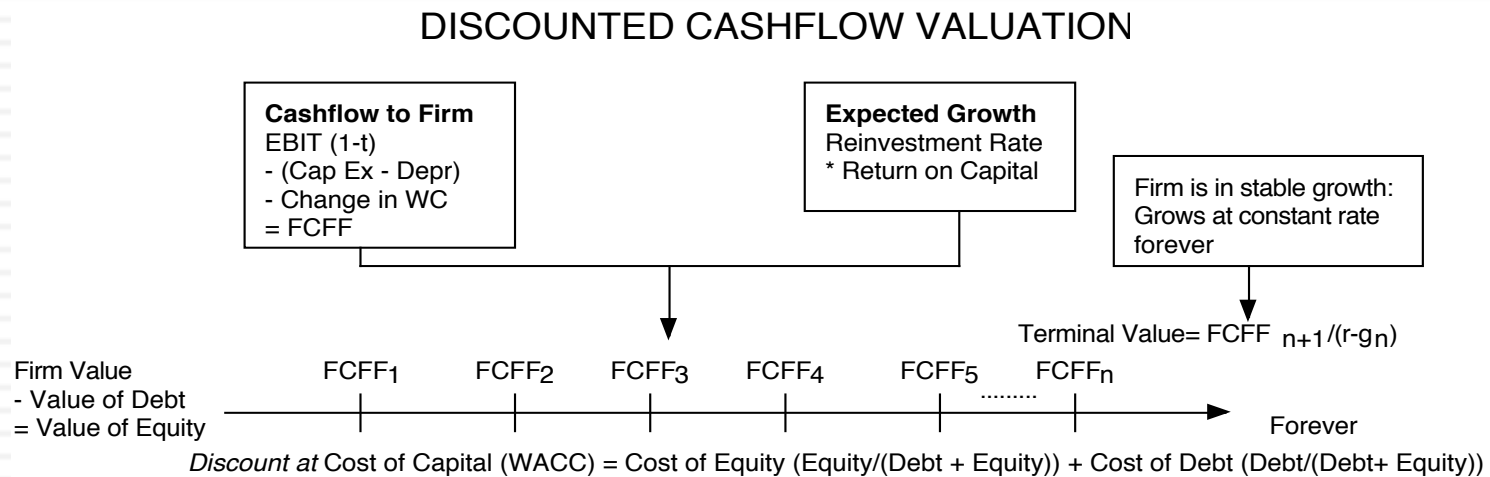 DISCOUNTED CASHFLOW VALUATION
Cashflow to Firm
EBIT (1-t)
- (Cap Ex - Depr)
- Change in WC
= FCFF
Expected Growth
Reinvestment Rate
* Return on Capital
Firm is in stable growth:
Grows at constant rate
forever
Terminal Value= FCFF n+1/(r-gn)
Firm Value
- Value of Debt
= Value of Equity
FCFF1 FCFF2 FCFF3 FCFF4 FCFF5 ......... FCFFn
Forever
Discount at Cost of Capital (WACC) = Cost of Equity (Equity/(Debt + Equity)) + Cost of Debt (Debt/(Debt+ Equity))